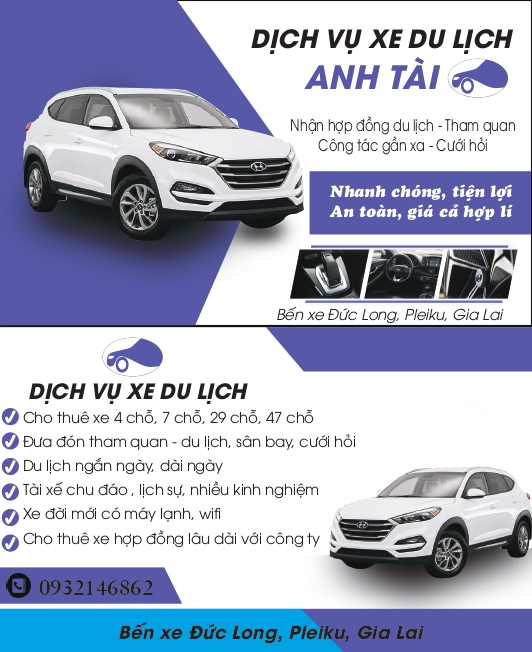 DỊCH VỤ XE DU LỊCH
ANH TÀI
Nhận hợp đồng du lịch - Tham quan
Công tác gần xa - Cưới hỏi
Nhanh chóng, tiện lợi
An toàn, giá cả hợp lí
Bến xe Đức Long, Pleiku, Gia Lai
DỊCH VỤ XE DU LỊCH
Cho thuê xe 4 chỗ, 7 chỗ, 29 chỗ, 47 chỗ
Đưa đón tham quan - du lịch, sân bay, cưới hỏi
Du lịch ngắn ngày, dài ngày
Tài xế chu đáo , lịch sự, nhiều kinh nghiệm
Xe đời mới có máy lạnh, wifi
Cho thuê xe hợp đồng lâu dài với công ty
0932146862
Bến xe Đức Long, Pleiku, Gia Lai